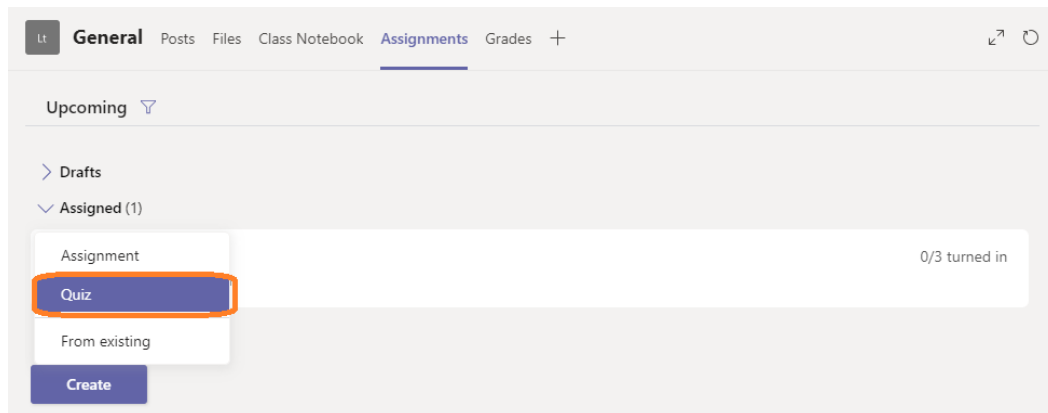 Lt General Posts Files Class Notebook Assignments Grades
Upcoming
Drafts
Assigned (1)
Assignment
0/3 turned in
Quiz
From existing
Create